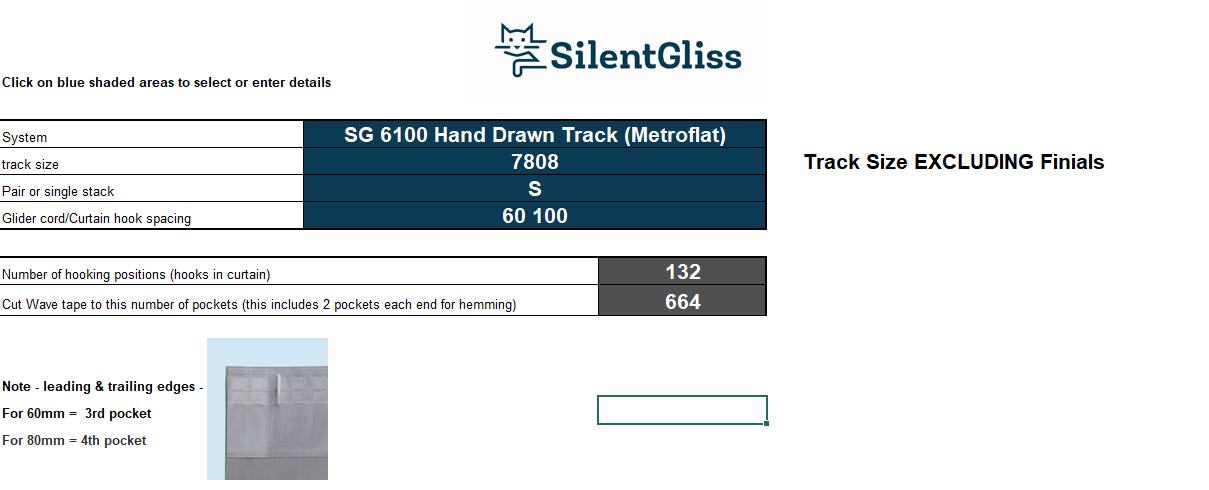 SilentGliss
Click on blue shaded areas to select or enter details
System SG 6100 Hand Drawn Track (Metroflat)
track size 7808 Track Size EXCLUDING Finials
Pair or single stack S
Glider cord/Curtain hook spacing 60 100
Number of hooking positions (hooks in curtain) 132
Cut Wave tape to this number of pockets (this includes 2 pockets each end for hemming) 664
Note - leading & trailing edges -
For 60mm = 3rd pocket
For 80mm = 4th pocket